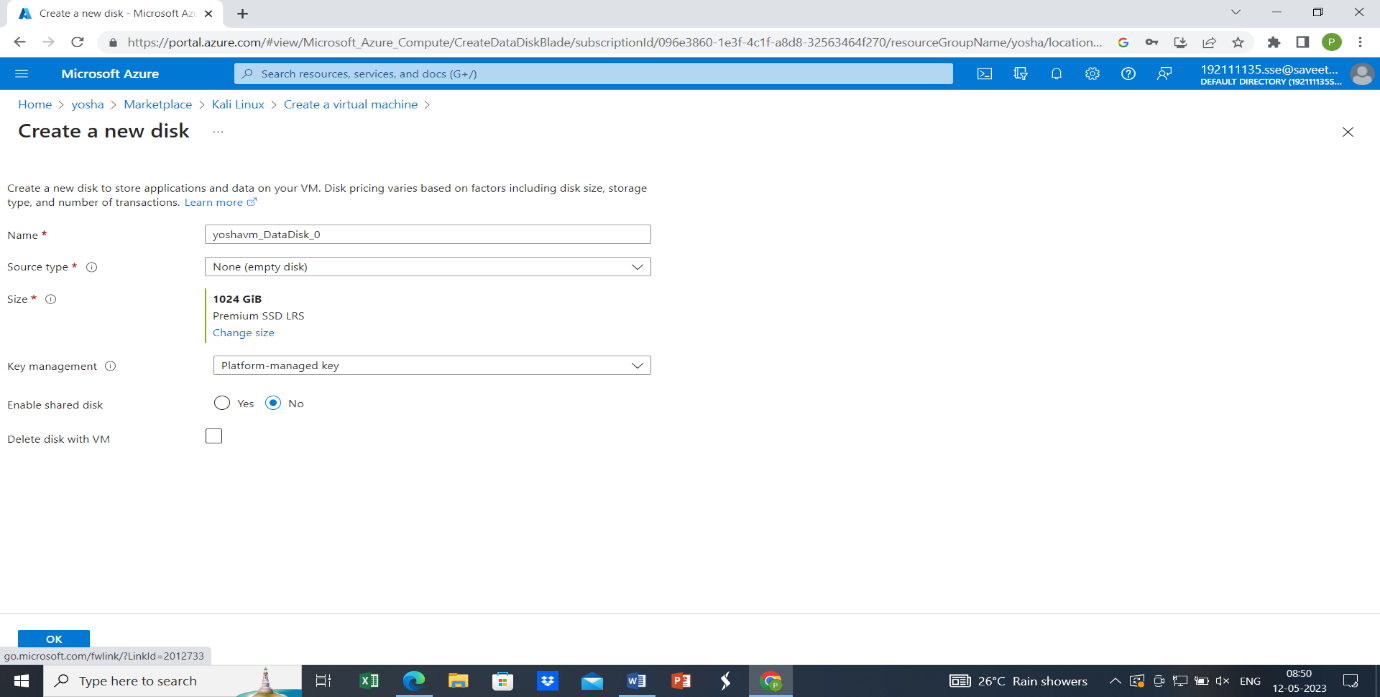 Create a new disk - Microsoft Az
https://portal.azure.com/#view/Microsoft_Azure_Compute/CreateDataDiskBlade/subscriptionId/096e3860-1e3f-4c1f-a8d8-32563464f270/resourceGroupName/yosha/location...
G
P
Microsoft Azure
Search resources, services, and docs (G+/)
192111135.sse@saveet...
DEFAULT DIRECTORY (192111135S...
Home > yosha > Marketplace > Kali Linux > Create a virtual machine >
Create a new disk ...
Create a new disk to store applications and data on your VM. Disk pricing varies based on factors including disk size, storage
type, and number of transactions. Learn more
Name *
yoshavm_DataDisk_0
Source type *
None (empty disk)
Size *
1024 GiB
Premium SSD LRS
Change size
Key management
Platform-managed key
Enable shared disk
Yes No
Delete disk with VM
OK
go.microsoft.com/fwlink/?LinkId=2012733
Type here to search
26°C Rain showers
ENG
08:50
12-05-2023